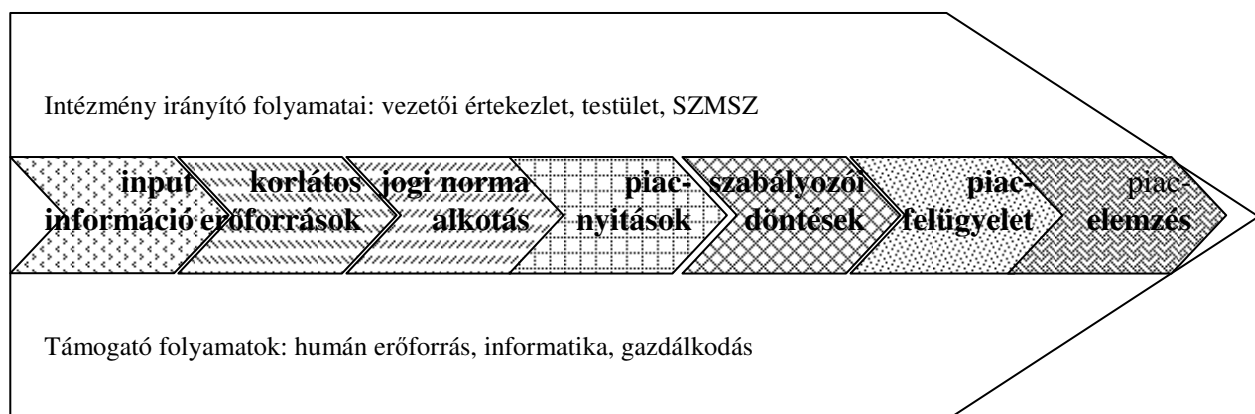 Intézmény irányító folyamatai: vezetői értekezlet, testület, SZMSZ
input
információ
korlátos
erőforrások
jogi norma
alkotás
piac-
nyitások
szabályozói
döntések
piac-
felügyelet
piac-
elemzés
Támogató folyamatok: humán erőforrás, informatika, gazdálkodás